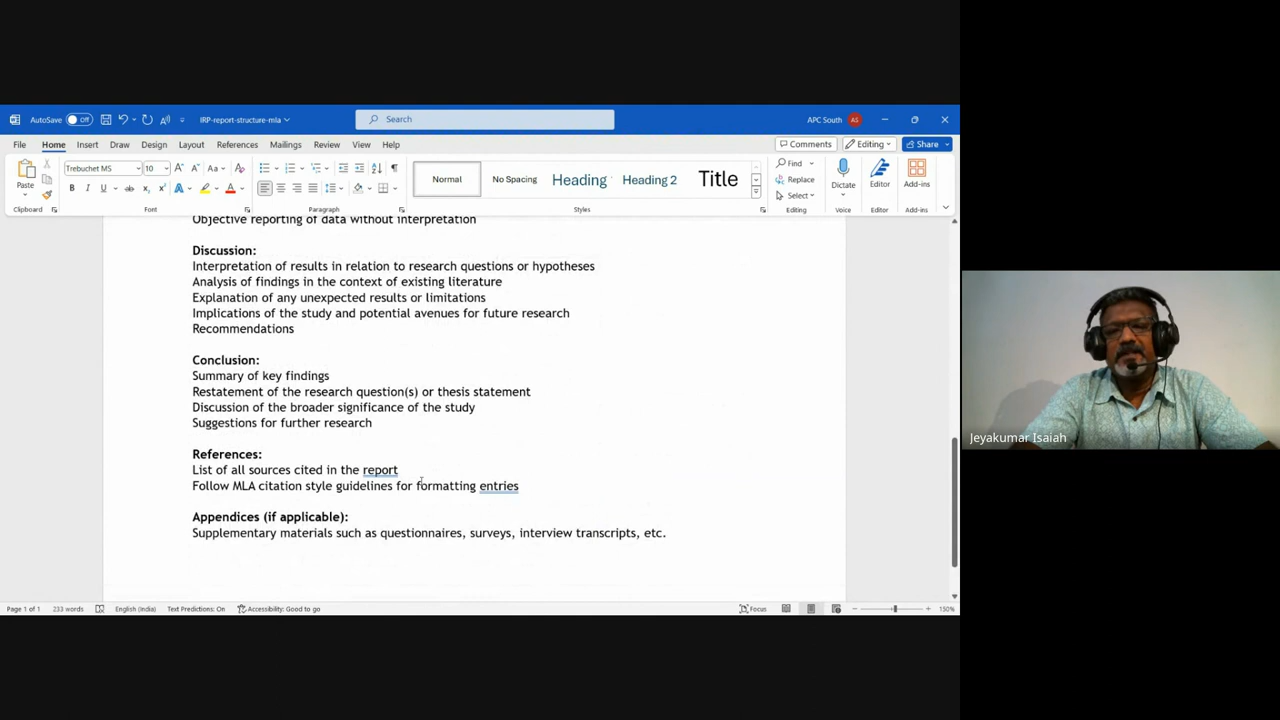 AutoSave Off IRP-report-structure-mla Search APC South AS
File Home Insert Draw Design Layout References Mailings Review View Help Comments Editing Share
Trebuchet MS 10 Aa Normal No Spacing Heading Heading 2 Title Find Replace Select
Paste B I U ab x x A A Dictate Editor Add-ins
Clipboard Font Paragraph Styles Editing Voice Editor Add-ins
Objective reporting of data without interpretation
Discussion:
Interpretation of results in relation to research questions or hypotheses
Analysis of findings in the context of existing literature
Explanation of any unexpected results or limitations
Implications of the study and potential avenues for future research
Recommendations
Conclusion:
Summary of key findings
Restatement of the research question(s) or thesis statement
Discussion of the broader significance of the study
Suggestions for further research
References:
List of all sources cited in the report
Follow MLA citation style guidelines for formatting entries
Appendices (if applicable):
Supplementary materials such as questionnaires, surveys, interview transcripts, etc.
Page 1 of 1 233 words English (India) Text Predictions: On Accessibility: Good to go Focus 150%
Jeyakumar Isaiah